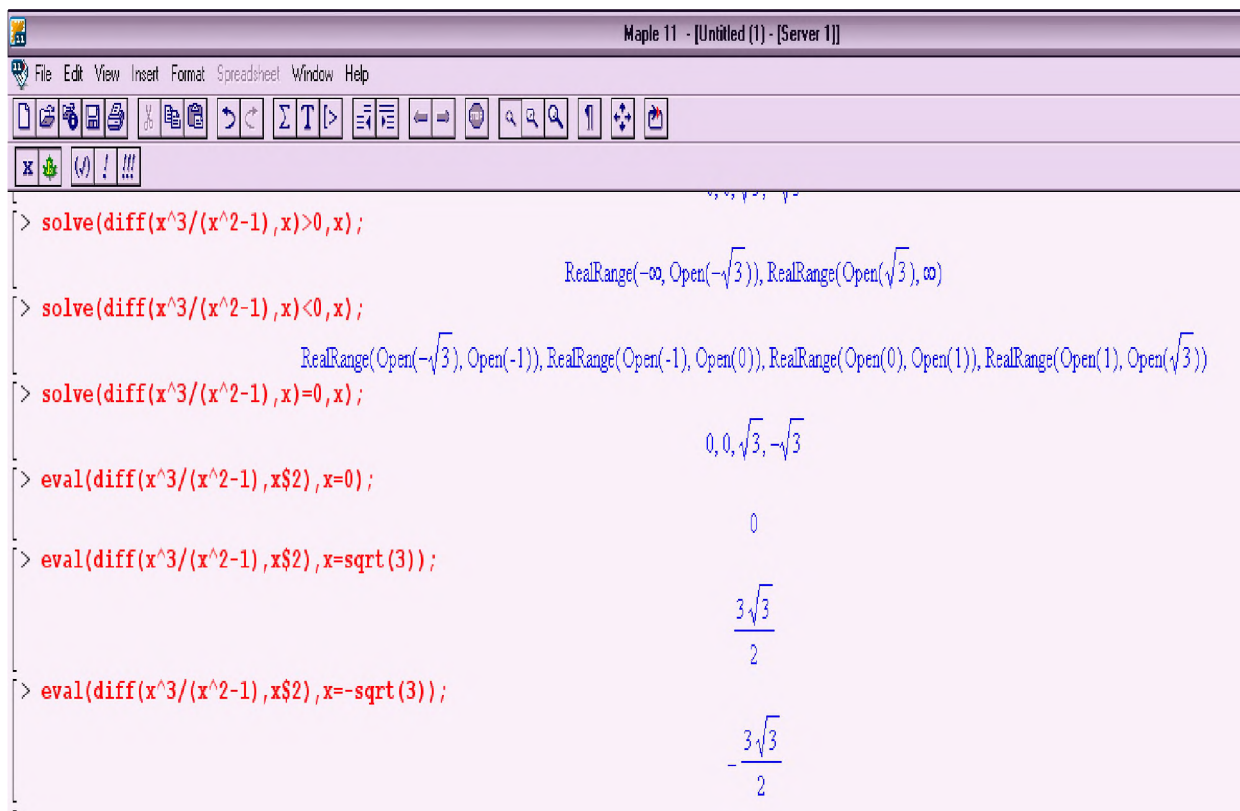 Maple 11 - [Untitled (1) - [Server 1]]
File Edit View Insert Format Spreadsheet Window Help
> solve(diff(x^3/(x^2-1),x)>0,x);
RealRange(−∞, Open(−√3)), RealRange(Open(√3), ∞)
> solve(diff(x^3/(x^2-1),x)<0,x);
RealRange(Open(−√3), Open(-1)), RealRange(Open(-1), Open(0)), RealRange(Open(0), Open(1)), RealRange(Open(1), Open(√3))
> solve(diff(x^3/(x^2-1),x)=0,x);
0, 0, √3, −√3
> eval(diff(x^3/(x^2-1),x$2),x=0);
0
> eval(diff(x^3/(x^2-1),x$2),x=sqrt(3));
3√3
2
> eval(diff(x^3/(x^2-1),x$2),x=-sqrt(3));
− 3√3
2